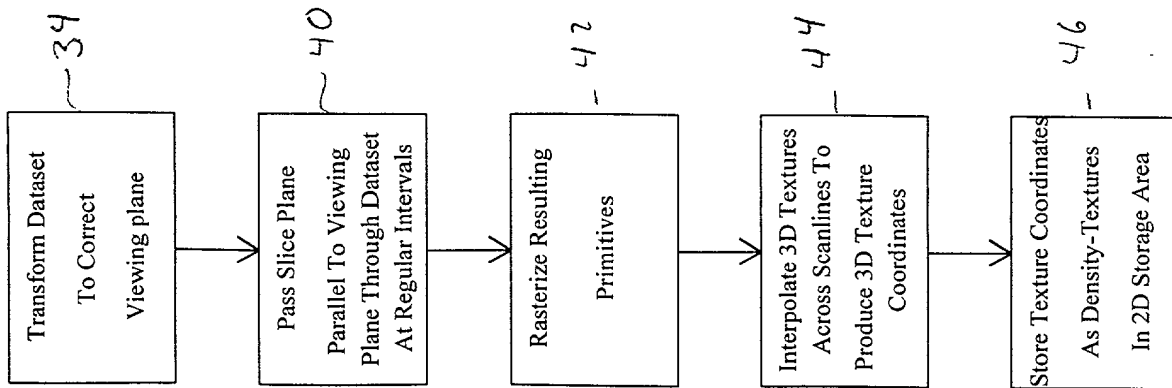 34
Transform Dataset
To Correct
Viewing plane
40
Pass Slice Plane
Parallel To Viewing
Plane Through Dataset
At Regular Intervals
42
Rasterize Resulting
Primitives
44
Interpolate 3D Textures
Across Scanlines To
Produce 3D Texture
Coordinates
46
Store Texture Coordinates
As Density-Textures
In 2D Storage Area